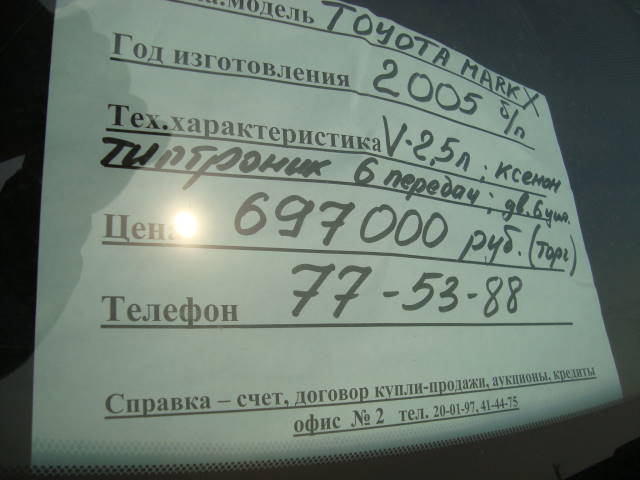 модель TOYOTA MARK X
Год изготовления 2005 б/п
Тех.характеристика V-2,5л; ксенон
типтроник 6 передач; дв. 6 цил.
Цена 697000 руб. (торг)
Телефон 77-53-88
Справка – счет, договор купли-продажи, аукционы, кредиты
офис № 2 тел. 20-01-97, 41-44-75